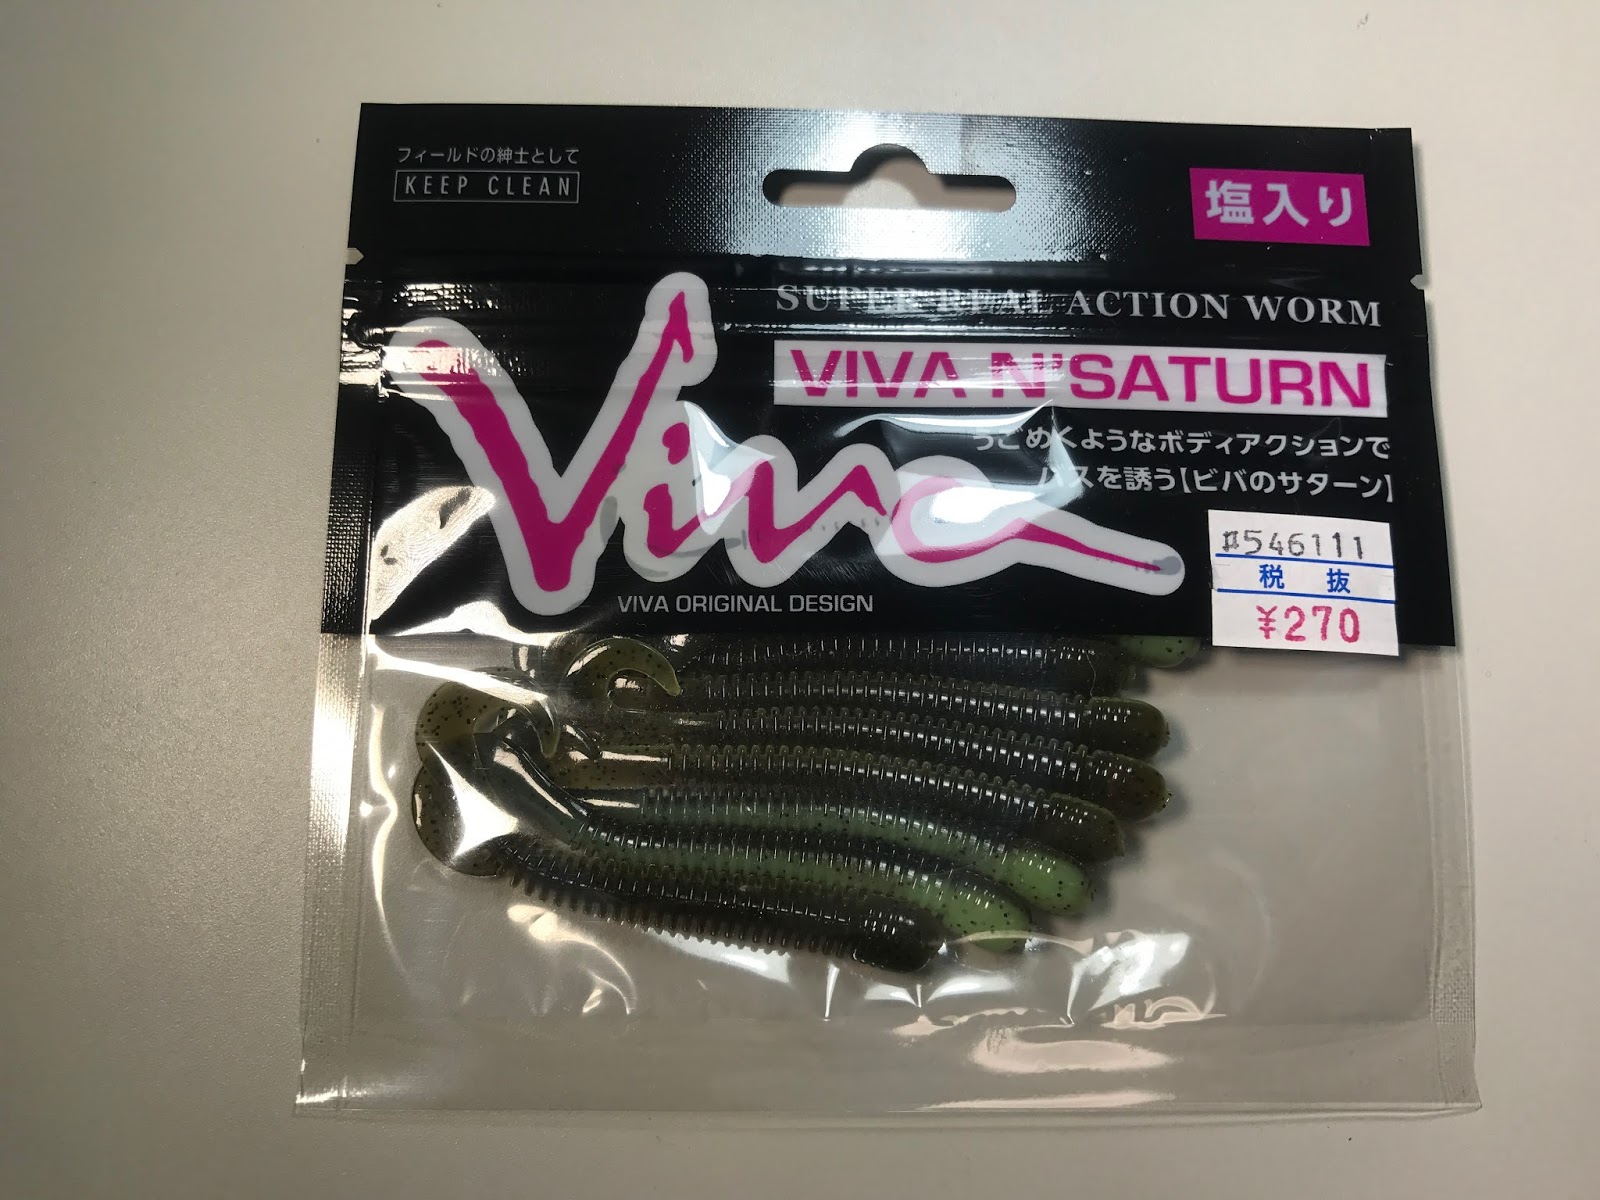 フィールドの紳士として
KEEP CLEAN
塩入り
SUPER REAL ACTION WORM
Viva
VIVA N'SATURN
うごめくようなボディアクションで
バスを誘う【ビバのサターン】
VIVA ORIGINAL DESIGN
#546111
税 抜
¥270